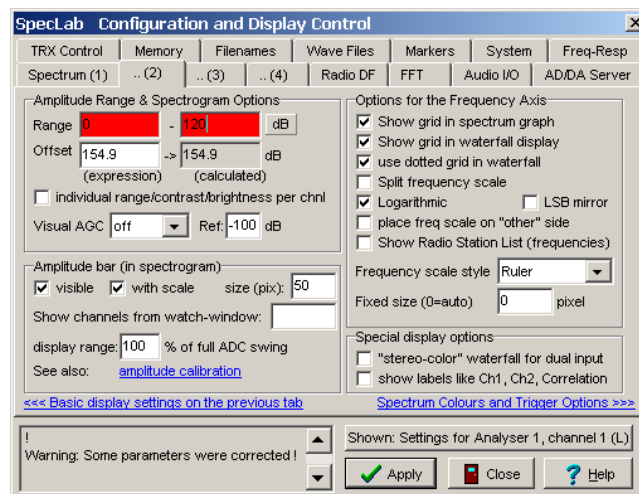 SpecLab Configuration and Display Control
TRX Control Memory Filenames Wave Files Markers System Freq-Resp
Spectrum (1) .. (2) .. (3) .. (4) Radio DF FFT Audio I/O AD/DA Server
Amplitude Range & Spectrogram Options
Range 0 - 120 dB
Offset 154.9 -> 154.9 dB
(expression) (calculated)
individual range/contrast/brightness per chnl
Visual AGC off Ref: -100 dB
Amplitude bar (in spectrogram)
visible with scale size (pix): 50
Show channels from watch-window:
display range: 100 % of full ADC swing
See also: amplitude calibration
<<< Basic display settings on the previous tab
Options for the Frequency Axis
Show grid in spectrum graph
Show grid in waterfall display
use dotted grid in waterfall
Split frequency scale
Logarithmic LSB mirror
place freq scale on "other" side
Show Radio Station List (frequencies)
Frequency scale style Ruler
Fixed size (0=auto) 0 pixel
Special display options
"stereo-color" waterfall for dual input
show labels like Ch1, Ch2, Correlation
Spectrum Colours and Trigger Options >>>
!
Warning: Some parameters were corrected !
Shown: Settings for Analyser 1, channel 1 (L)
Apply Close ? Help